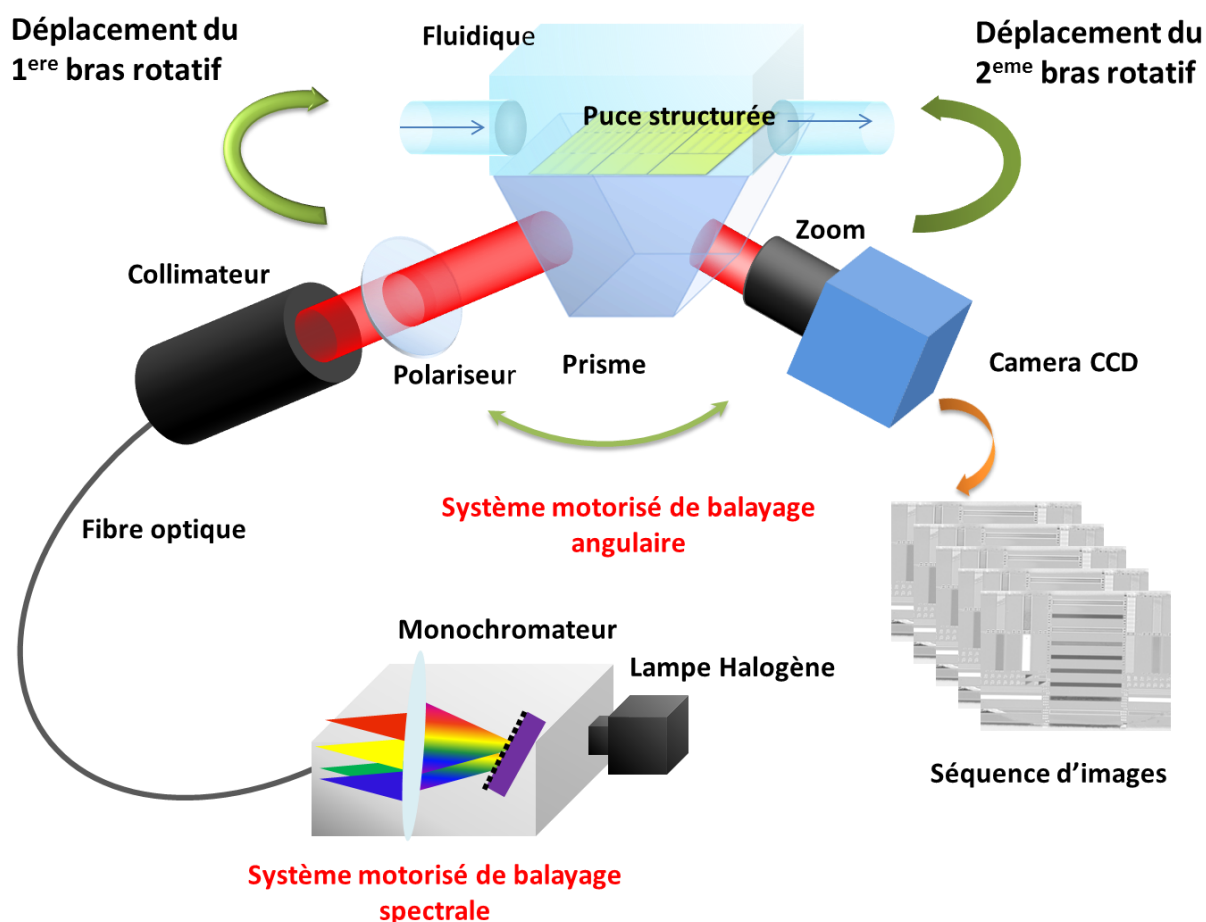 Déplacement du
1ere bras rotatif
Fluidique
Déplacement du
2eme bras rotatif
Puce structurée
Zoom
Collimateur
Polariseur
Prisme
Camera CCD
Système motorisé de balayage
angulaire
Fibre optique
Monochromateur
Lampe Halogène
Séquence d’images
Système motorisé de balayage
spectrale